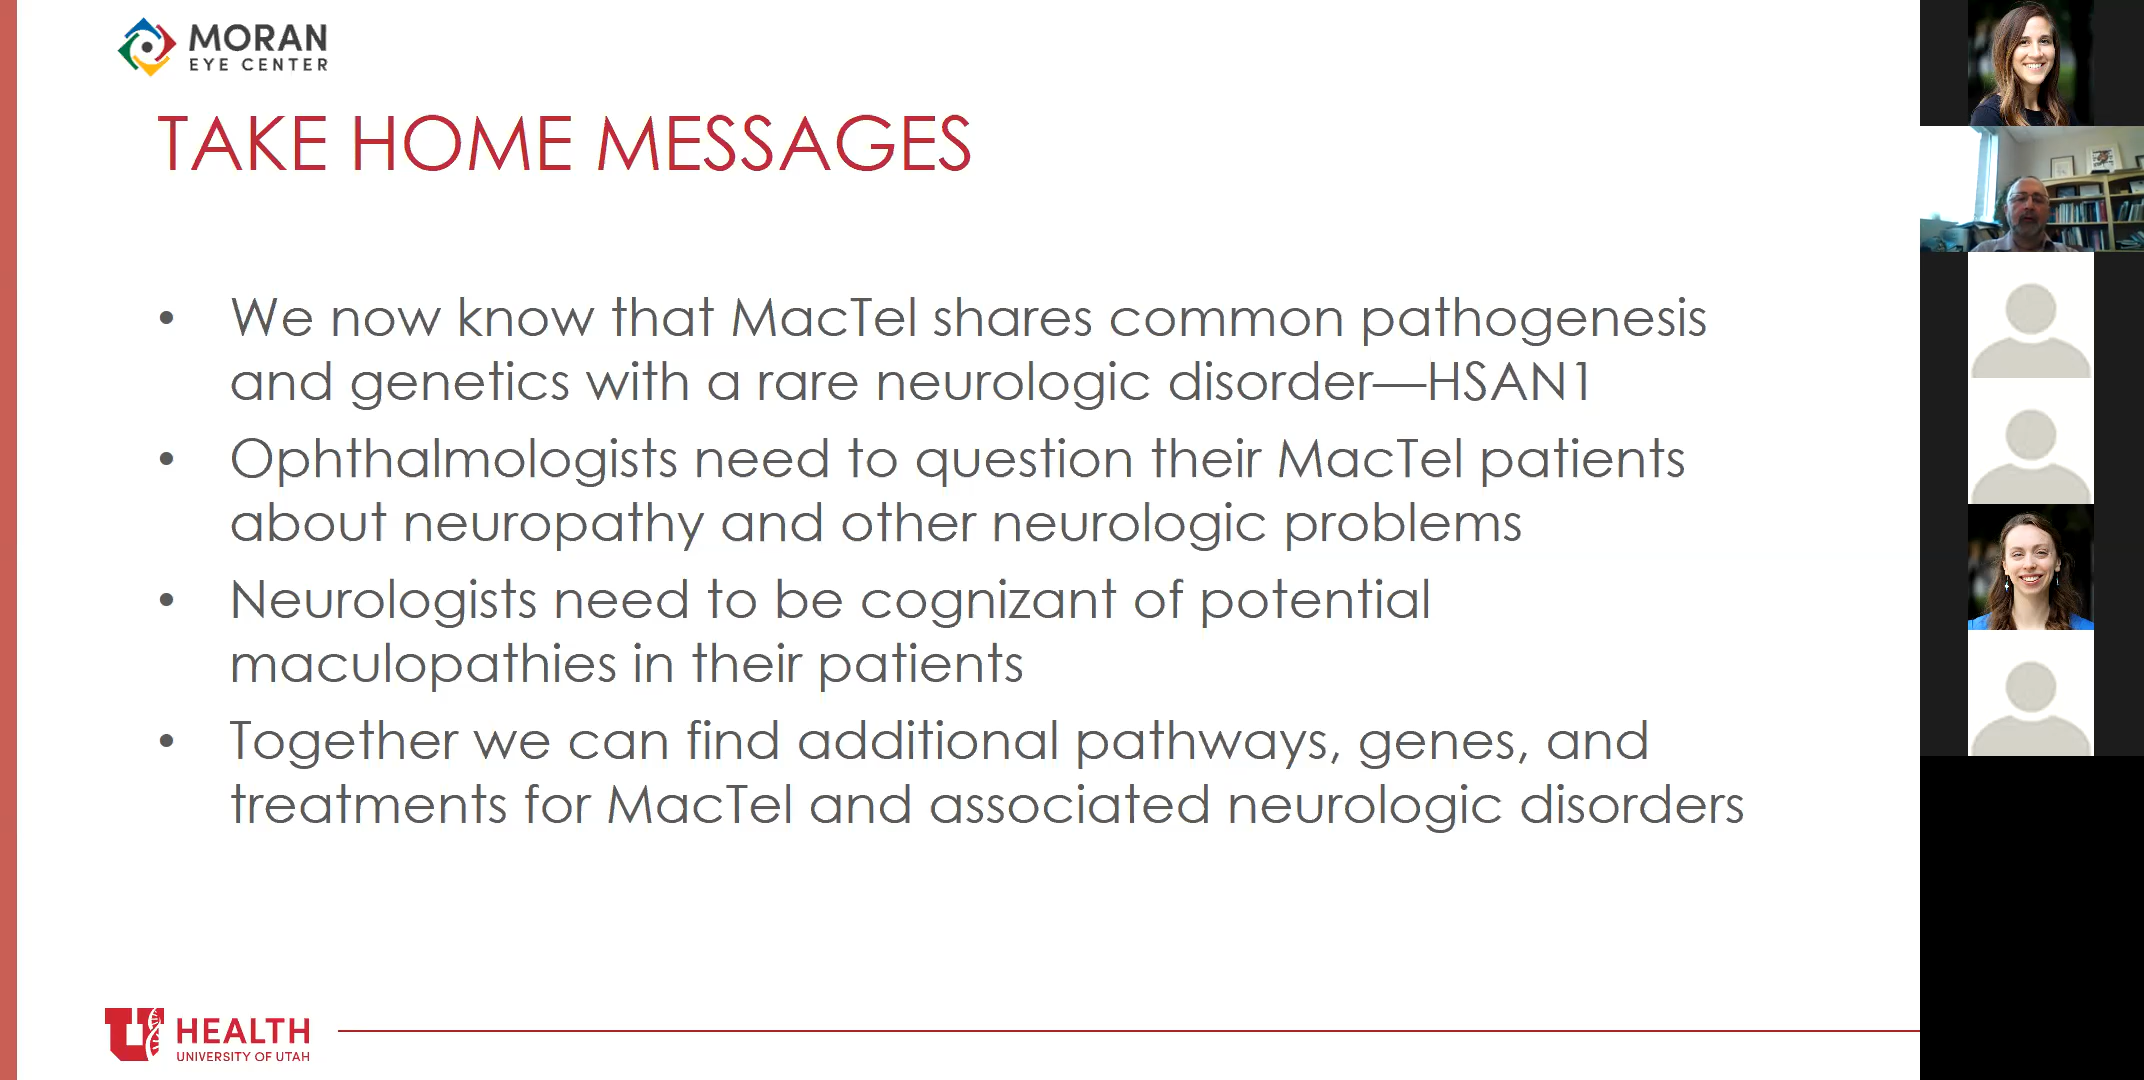 MORAN
EYE CENTER
TAKE HOME MESSAGES
• We now know that MacTel shares common pathogenesis
and genetics with a rare neurologic disorder—HSAN1
• Ophthalmologists need to question their MacTel patients
about neuropathy and other neurologic problems
• Neurologists need to be cognizant of potential
maculopathies in their patients
• Together we can find additional pathways, genes, and
treatments for MacTel and associated neurologic disorders
U HEALTH
UNIVERSITY OF UTAH